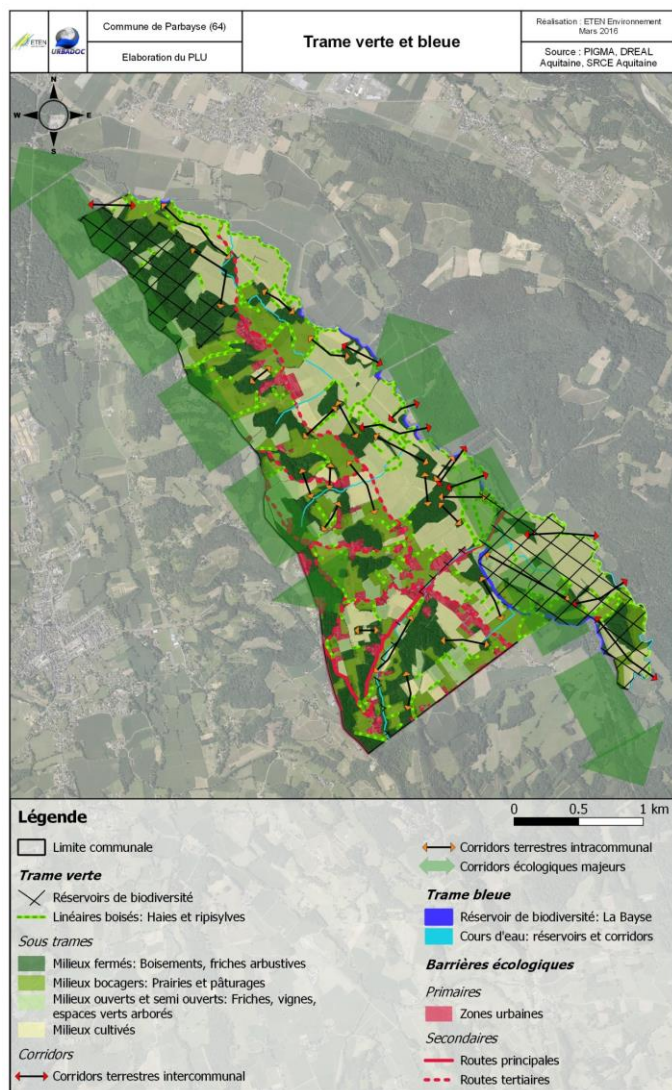 ETEN
URBADOC
Commune de Parbayse (64)
Elaboration du PLU
Trame verte et bleue
Réalisation : ETEN Environnement
Mars 2016
Source : PIGMA, DREAL
Aquitaine, SRCE Aquitaine
N
W
E
S
0 0.5 1 km
Légende
Limite communale
Trame verte
Réservoirs de biodiversité
Linéaires boisés: Haies et ripisylves
Sous trames
Milieux fermés: Boisements, friches arbustives
Milieux bocagers: Prairies et pâturages
Milieux ouverts et semi ouverts: Friches, vignes,
espaces verts arborés
Milieux cultivés
Corridors
Corridors terrestres intercommunal
Corridors terrestres intracommunal
Corridors écologiques majeurs
Trame bleue
Réservoir de biodiversité: La Bayse
Cours d'eau: réservoirs et corridors
Barrières écologiques
Primaires
Zones urbaines
Secondaires
Routes principales
Routes tertiaires